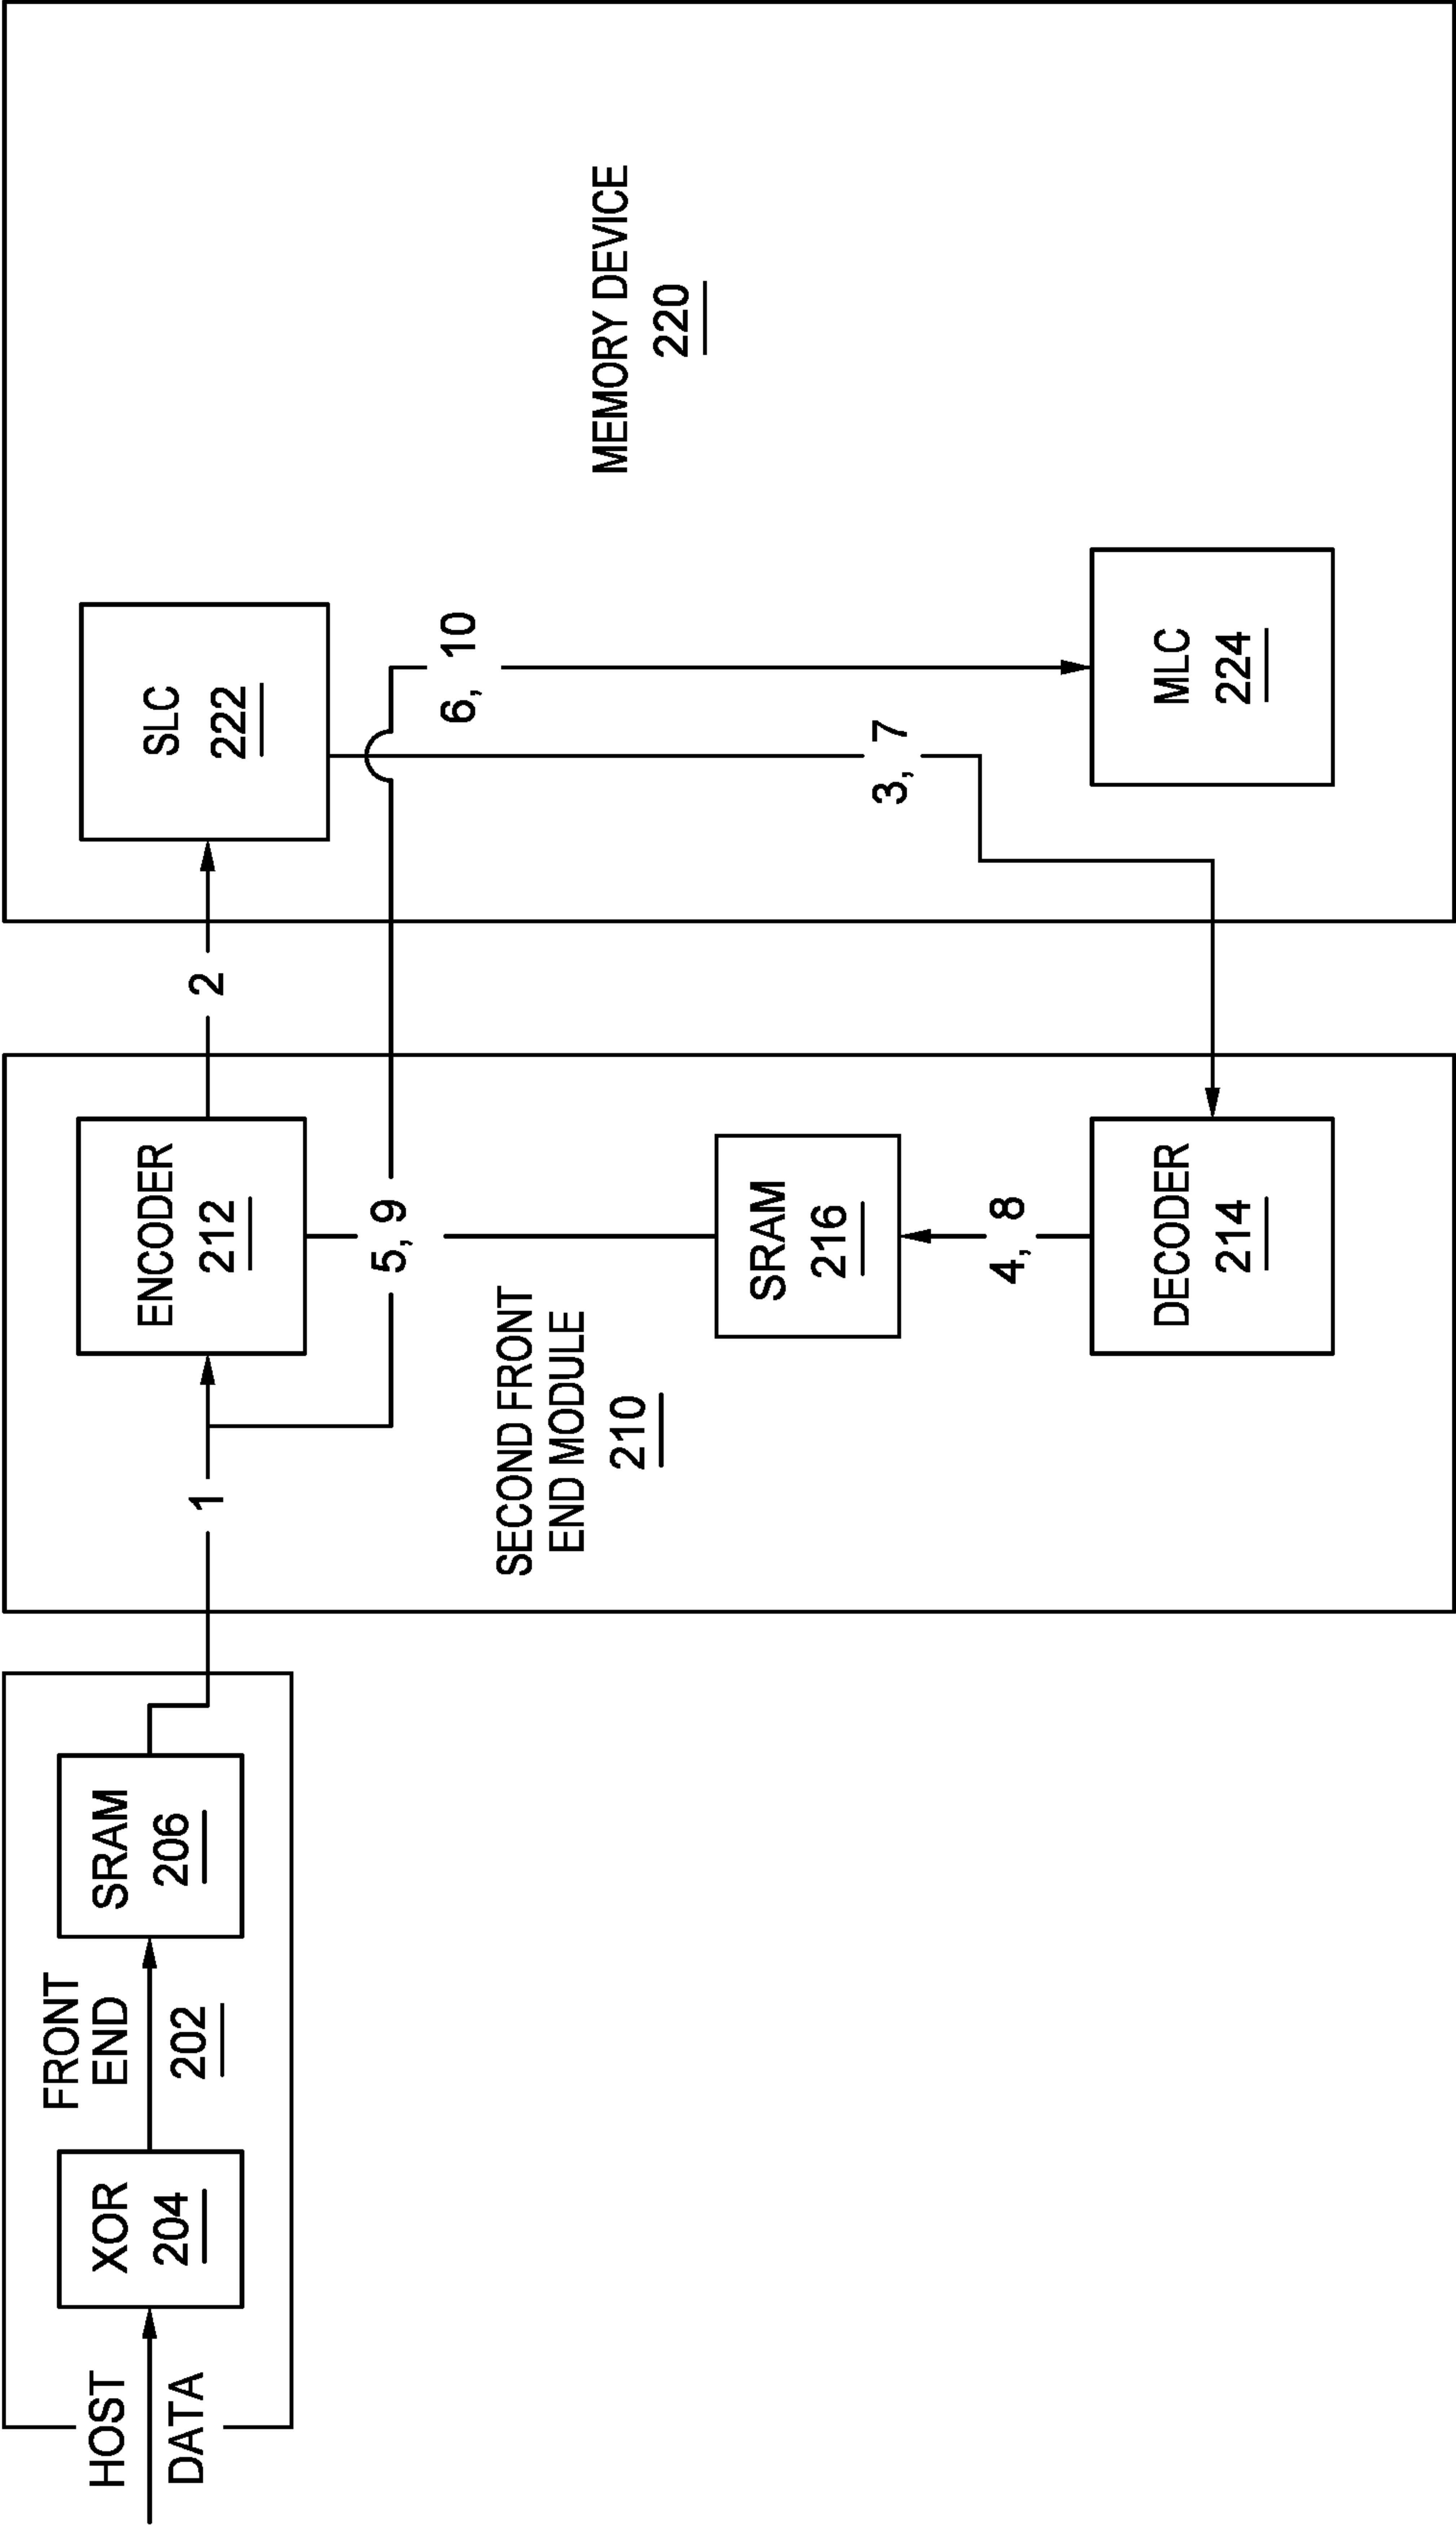 HOST
DATA
XOR
204
FRONT
END
202
SRAM
206
1
ENCODER
212
2
SLC
222
5, 9
6, 10
SECOND FRONT
END MODULE
210
MEMORY DEVICE
220
SRAM
216
3, 7
4, 8
DECODER
214
MLC
224